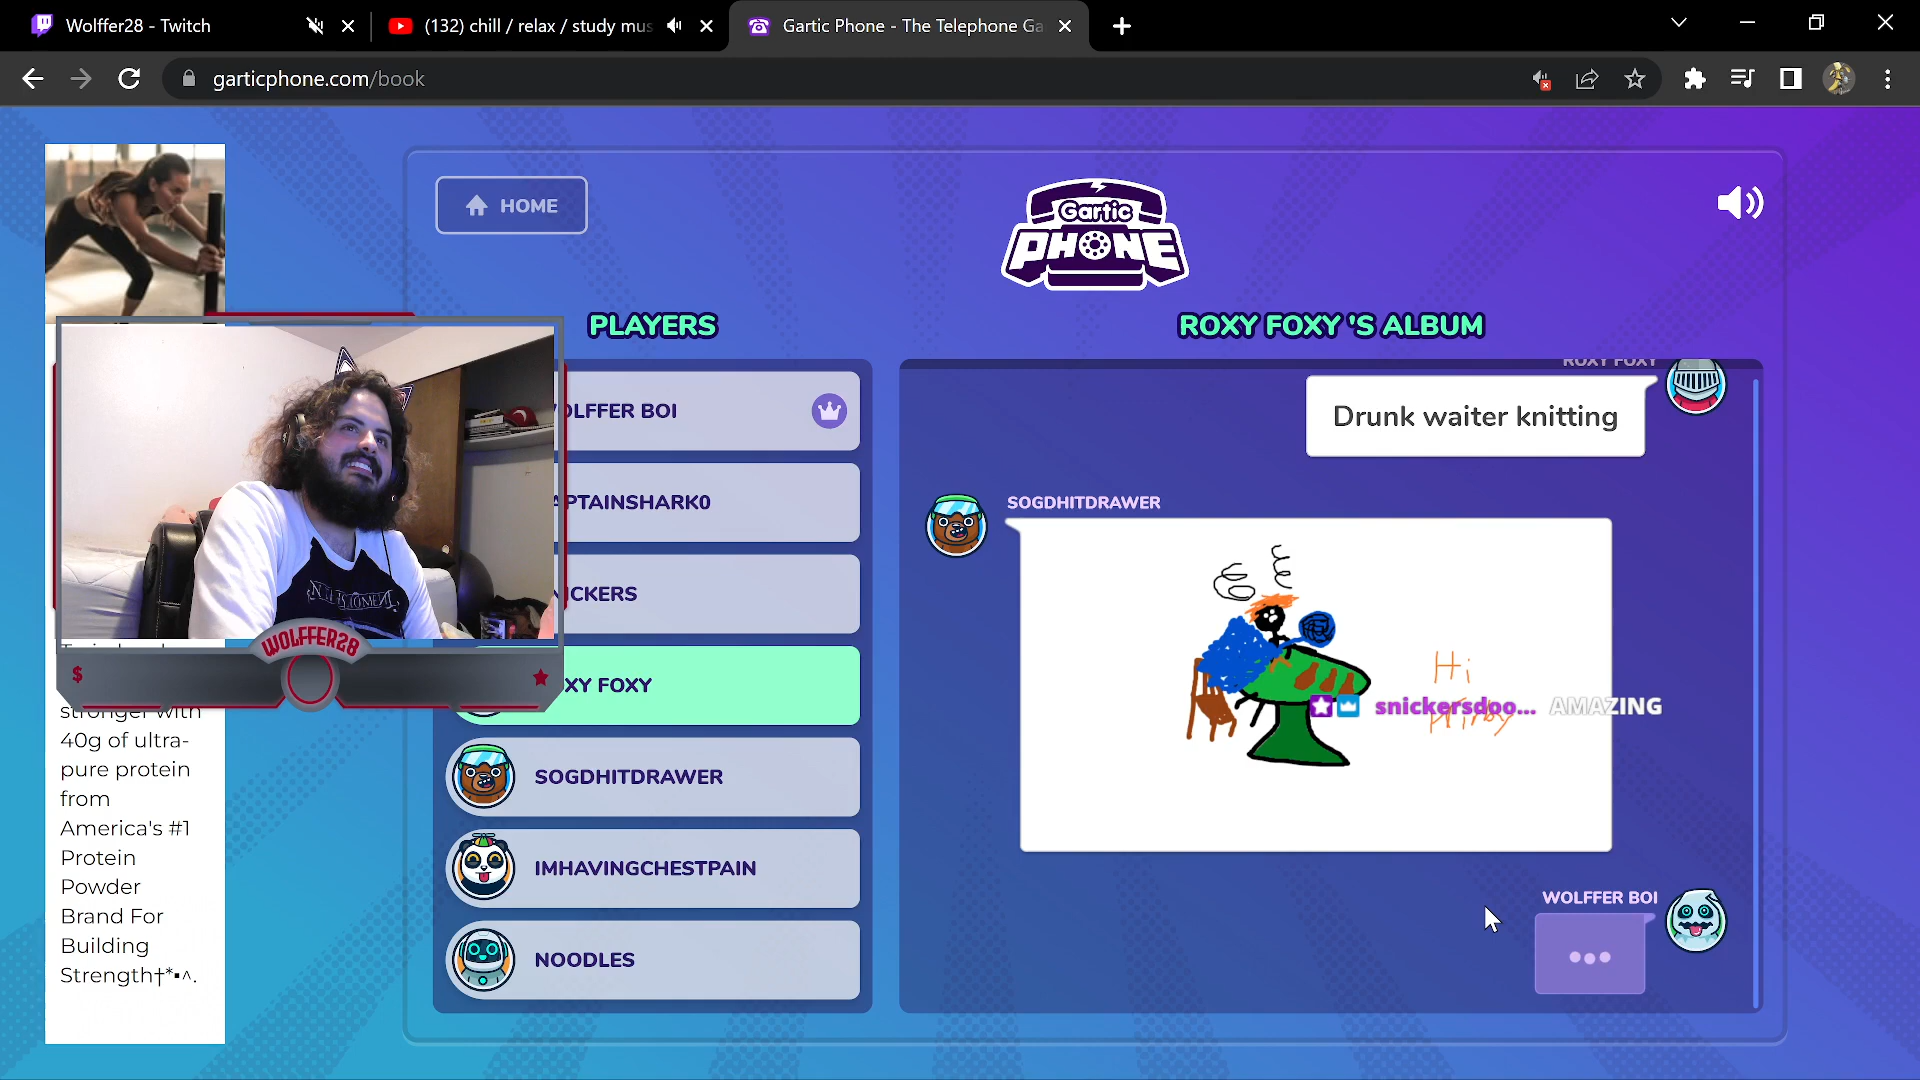 Wolffer28 - Twitch
(132) chill / relax / study mus
Gartic Phone - The Telephone Ga
garticphone.com/book
HOME
Gartic
PHONE
PLAYERS
OLFFER BOI
PTAINSHARK0
ICKERS
XY FOXY
SOGDHITDRAWER
IMHAVINGCHESTPAIN
NOODLES
ROXY FOXY 'S ALBUM
ROXY FOXY
Drunk waiter knitting
SOGDHITDRAWER
Hi
snickersdoo... AMAZING
WOLFFER BOI
...
WOLFFER28
$
stronger with
40g of ultra-
pure protein
from
America's #1
Protein
Powder
Brand For
Building
Strength†*▪^.